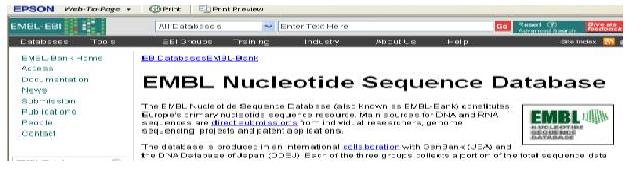 EPSON Web-To-Page Print Print Preview
EMBL-EBI All Databases Enter Text Here Go Reset Advanced Search Give us feedback
Databases Tools EBI Groups Training Industry About Us Help Site Index
EMBL-Bank Home
Access
Documentation
News
Submission
Publications
People
Contact
EBI Databases EMBL-Bank
EMBL Nucleotide Sequence Database
The EMBL Nucleotide Sequence Database (also known as EMBL-Bank) constitutes
Europe's primary nucleotide sequence resource. Main sources for DNA and RNA
sequences are direct submissions from individual researchers, genome
sequencing projects and patent applications.
EMBL
NUCLEOTIDE
SEQUENCE
DATABASE
The database is produced in an international collaboration with GenBank (USA) and
the DNA Database of Japan (DDBJ). Each of the three groups collects a portion of the total sequence data